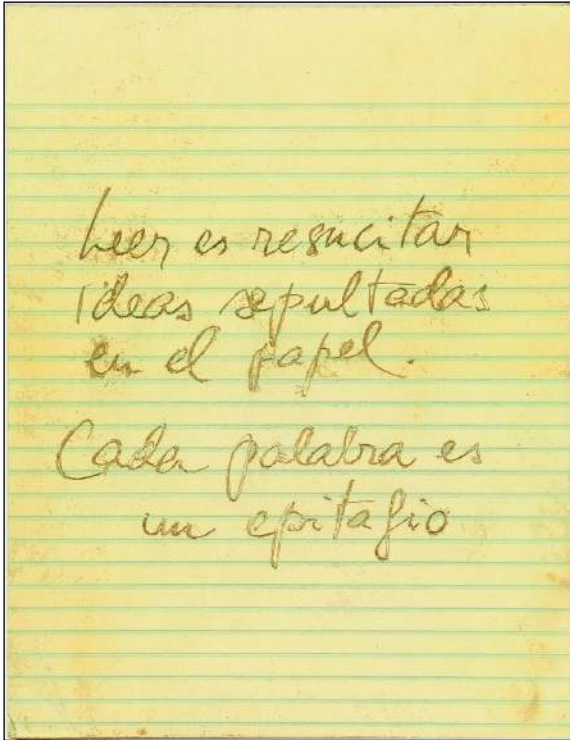 Leer es resucitar
ideas sepultadas
en el papel.
Cada palabra es
un epitafio